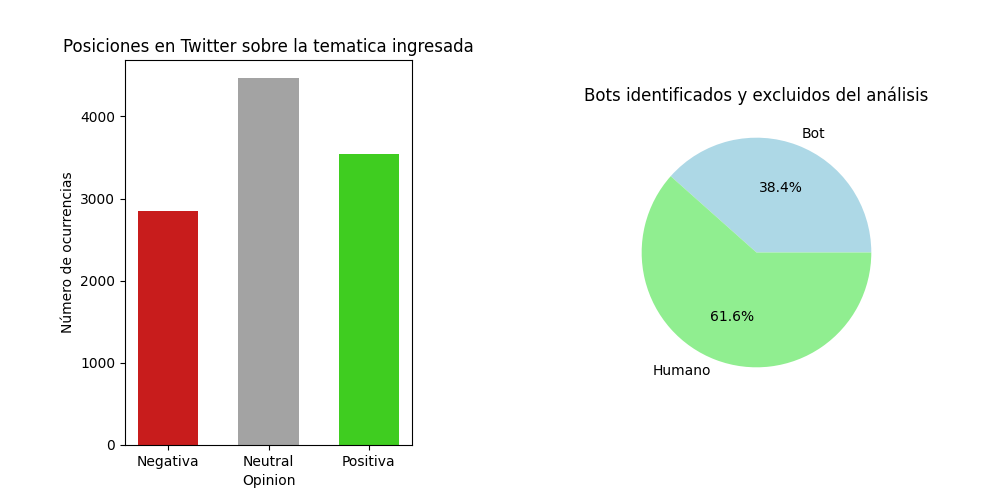 Posiciones en Twitter sobre la tematica ingresada
Número de ocurrencias
4000
3000
2000
1000
0
Negativa
Neutral
Positiva
Opinion
Bots identificados y excluidos del análisis
Bot
38.4%
61.6%
Humano